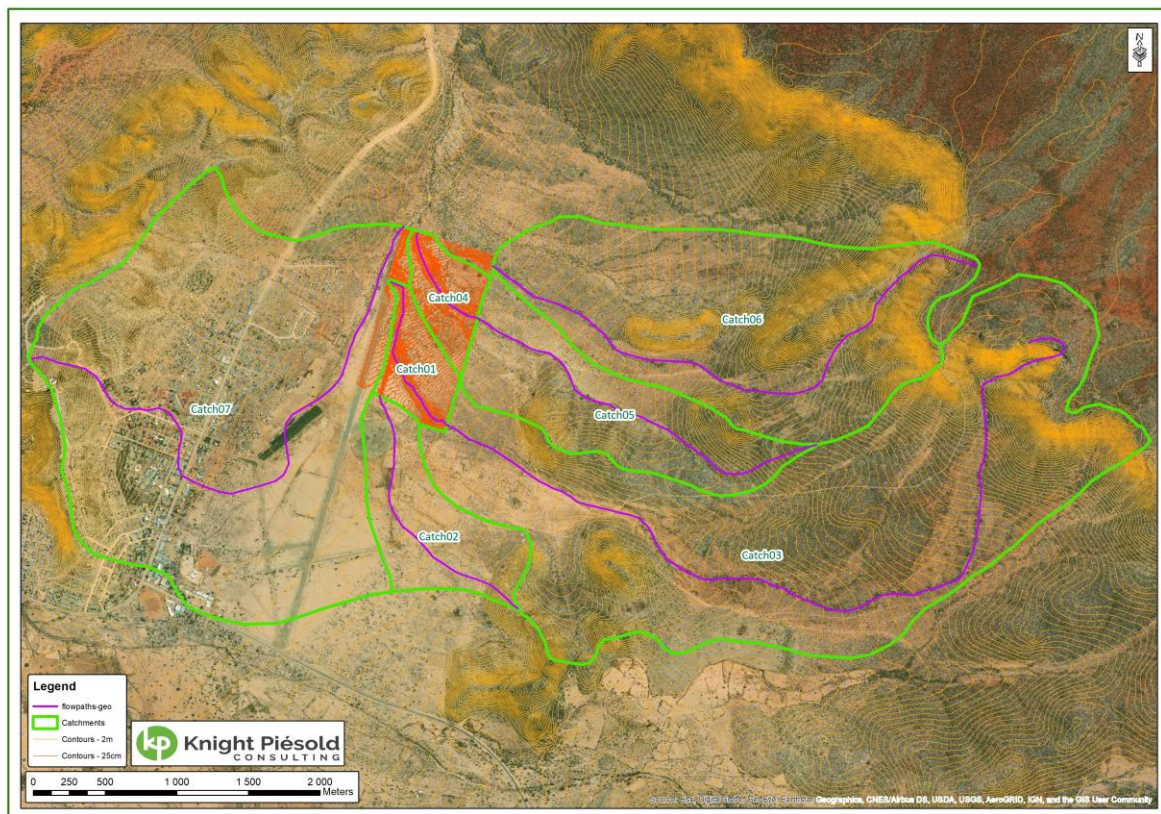 N
Catch04
Catch06
Catch01
Catch07
Catch05
Catch02
Catch03
Legend
flowpaths-geo
Catchments
Contours - 2m
Contours - 25cm
kp Knight Piésold
CONSULTING
0 250 500 1 000 1 500 2 000
Meters
Geographics, CNES/Airbus DS, USDA, USGS, AeroGRID, IGN, and the GIS User Community